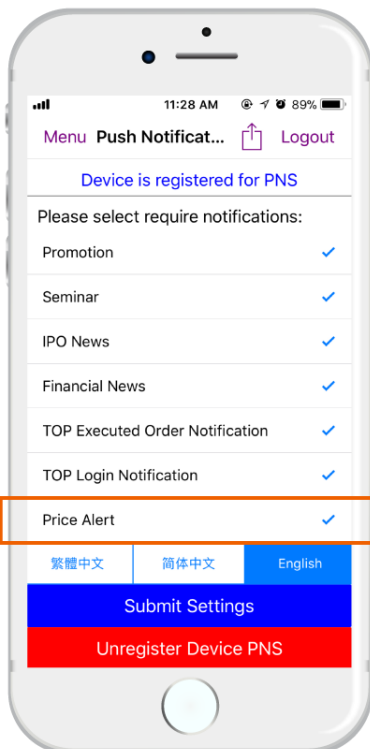 11:28 AM 89%
Menu Push Notificat... Logout
Device is registered for PNS
Please select require notifications:
Promotion
Seminar
IPO News
Financial News
TOP Executed Order Notification
TOP Login Notification
Price Alert
繁體中文 简体中文 English
Submit Settings
Unregister Device PNS